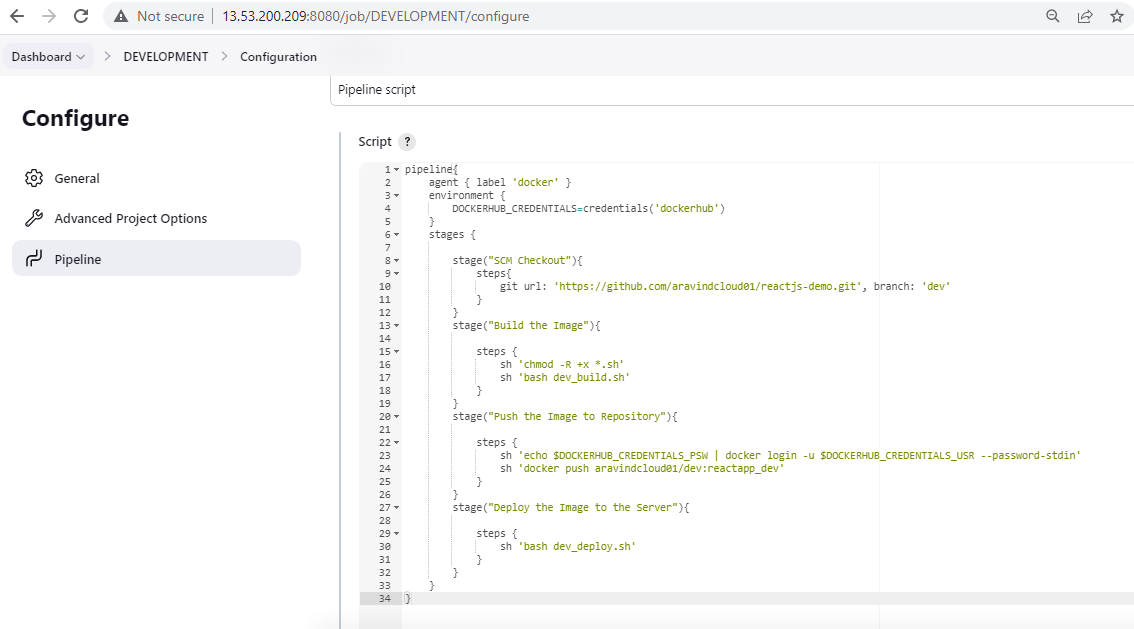 Not secure | 13.53.200.209:8080/job/DEVELOPMENT/configure
Dashboard > DEVELOPMENT > Configuration
Configure
General
Advanced Project Options
Pipeline
Pipeline script
Script ?
1 pipeline{
2     agent { label 'docker' }
3     environment {
4         DOCKERHUB_CREDENTIALS=credentials('dockerhub')
5     }
6     stages {
7
8         stage("SCM Checkout"){
9             steps{
10                 git url: 'https://github.com/aravindcloud01/reactjs-demo.git', branch: 'dev'
11             }
12         }
13         stage("Build the Image"){
14
15             steps {
16                 sh 'chmod -R +x *.sh'
17                 sh 'bash dev_build.sh'
18             }
19         }
20         stage("Push the Image to Repository"){
21
22             steps {
23                 sh 'echo $DOCKERHUB_CREDENTIALS_PSW | docker login -u $DOCKERHUB_CREDENTIALS_USR --password-stdin'
24                 sh 'docker push aravindcloud01/dev:reactapp_dev'
25             }
26         }
27         stage("Deploy the Image to the Server"){
28
29             steps {
30                 sh 'bash dev_deploy.sh'
31             }
32         }
33     }
34 }